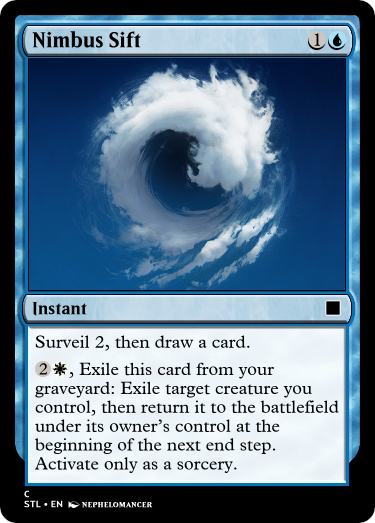 Nimbus Sift 1
Instant
Surveil 2, then draw a card.
2, Exile this card from your
graveyard: Exile target creature you
control, then return it to the battlefield
under its owner's control at the
beginning of the next end step.
Activate only as a sorcery.
C
STL • EN NEPHELOMANCER